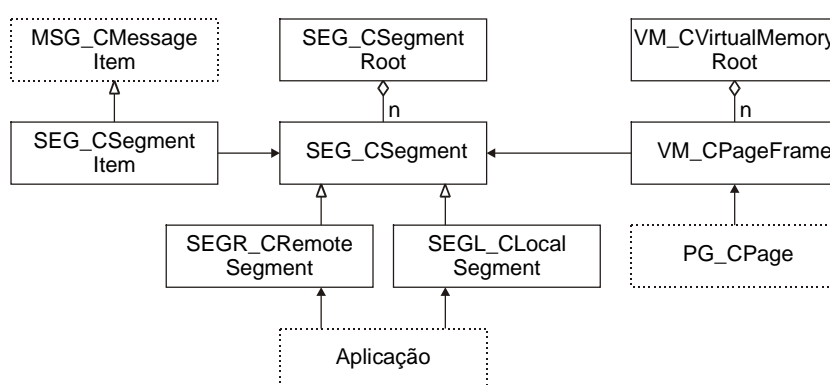 MSG_CMessage
Item
SEG_CSegment
Root
VM_CVirtualMemory
Root
n
n
SEG_CSegment
Item
SEG_CSegment
VM_CPageFrame
SEGR_CRemote
Segment
SEGL_CLocal
Segment
PG_CPage
Aplicação